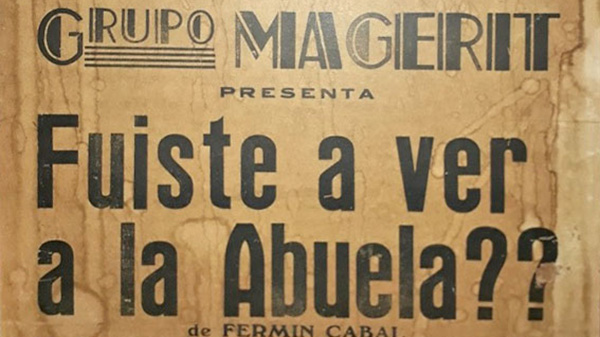 GRUPO MAGERIT
PRESENTA
Fuiste a ver
a la Abuela??
de FERMIN CABAL